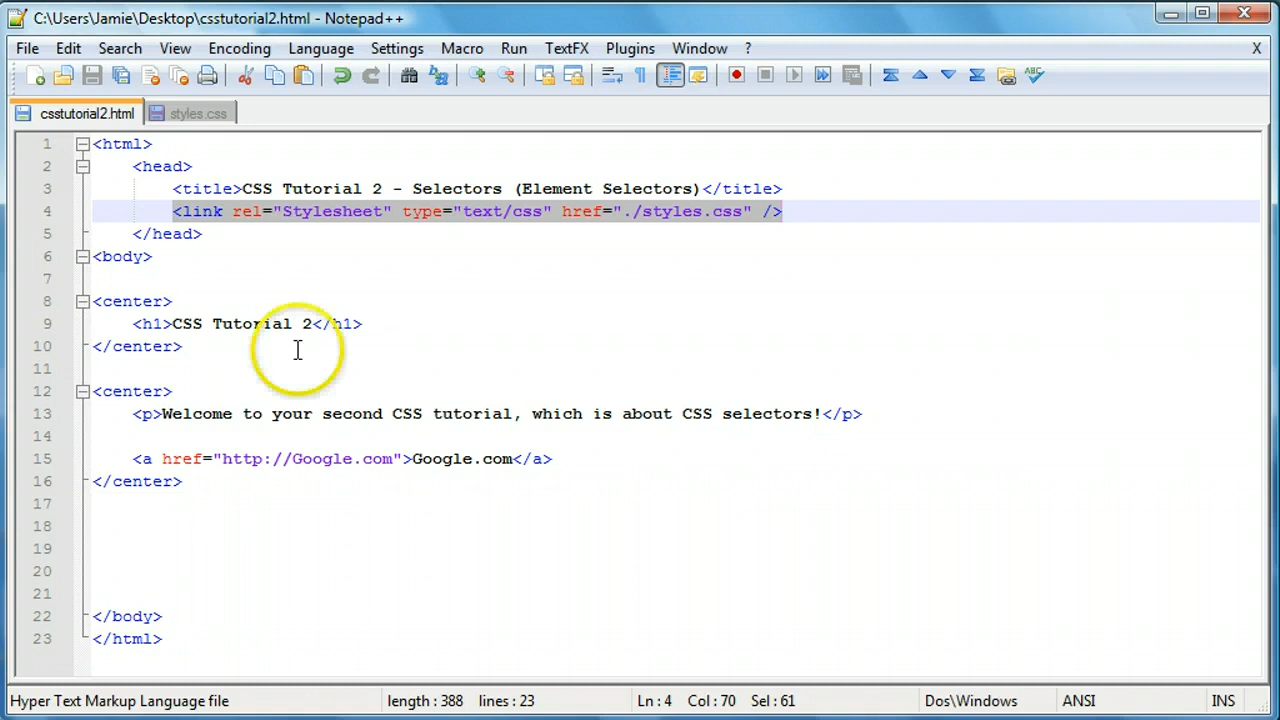 C:\Users\Jamie\Desktop\csstutorial2.html - Notepad++
File Edit Search View Encoding Language Settings Macro Run TextFX Plugins Window ? X
csstutorial2.html styles.css
1 <html>
2 <head>
3 <title>CSS Tutorial 2 - Selectors (Element Selectors)</title>
4 <link rel="Stylesheet" type="text/css" href="./styles.css" />
5 </head>
6 <body>
7
8 <center>
9 <h1>CSS Tutorial 2</h1>
10 </center>
11
12 <center>
13 <p>Welcome to your second CSS tutorial, which is about CSS selectors!</p>
14
15 <a href="http://Google.com">Google.com</a>
16 </center>
17
18
19
20
21
22 </body>
23 </html>
Hyper Text Markup Language file length : 388 lines : 23 Ln : 4 Col : 70 Sel : 61 Dos\Windows ANSI INS